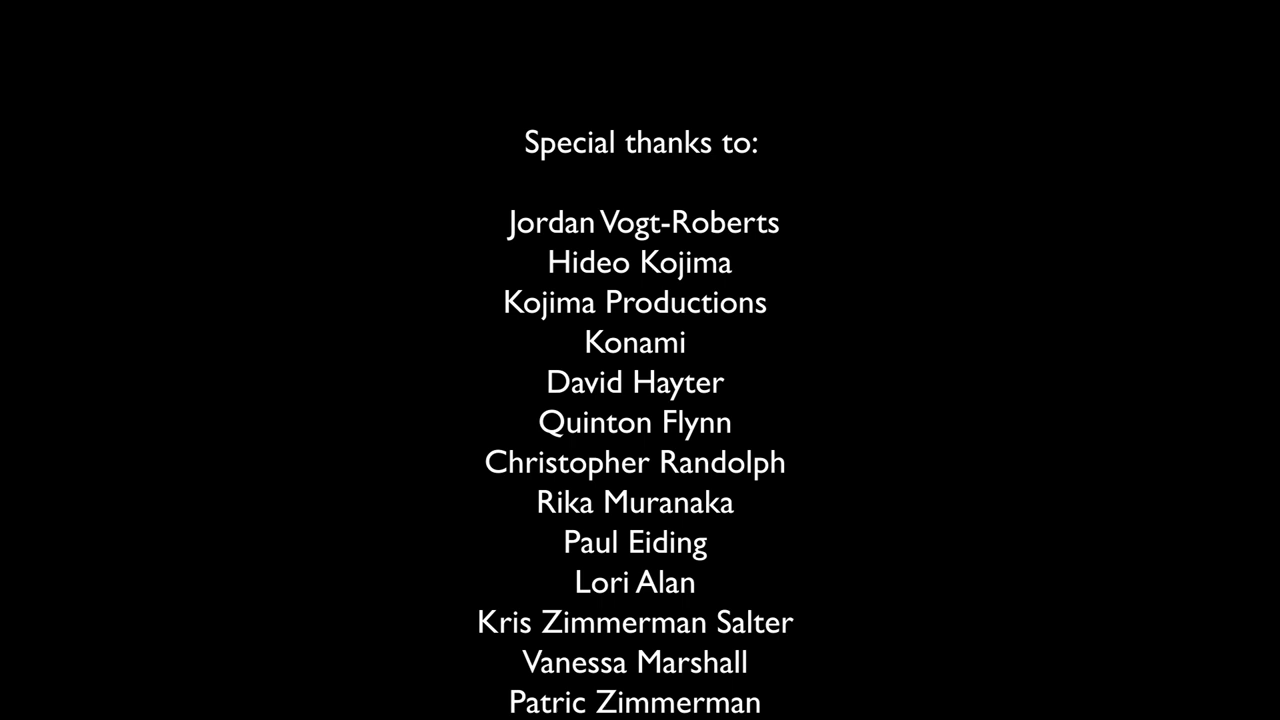 Special thanks to:
Jordan Vogt-Roberts
Hideo Kojima
Kojima Productions
Konami
David Hayter
Quinton Flynn
Christopher Randolph
Rika Muranaka
Paul Eiding
Lori Alan
Kris Zimmerman Salter
Vanessa Marshall
Patric Zimmerman